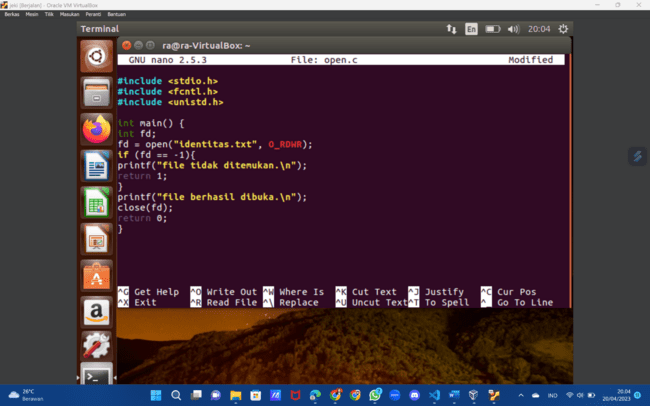 psic [Berjalan] - Oracle VM VirtualBox
Berkas Mesin Tilik Masukan Peranti Bantuan
Terminal
En
20:04
ra@ra-VirtualBox: ~
GNU nano 2.5.3 File: open.c Modified
#include <stdio.h>
#include <fcntl.h>
#include <unistd.h>
int main() {
int fd;
fd = open("identitas.txt", O_RDWR);
if (fd == -1){
printf("file tidak ditemukan.\n");
return 1;
}
printf("file berhasil dibuka.\n");
close(fd);
return 0;
}
^G Get Help ^O Write Out ^W Where Is ^K Cut Text ^J Justify ^C Cur Pos
^X Exit ^R Read File ^\ Replace ^U Uncut Text ^T To Spell ^_ Go To Line
26°C
Berawan
IND
20.04
20/04/2023